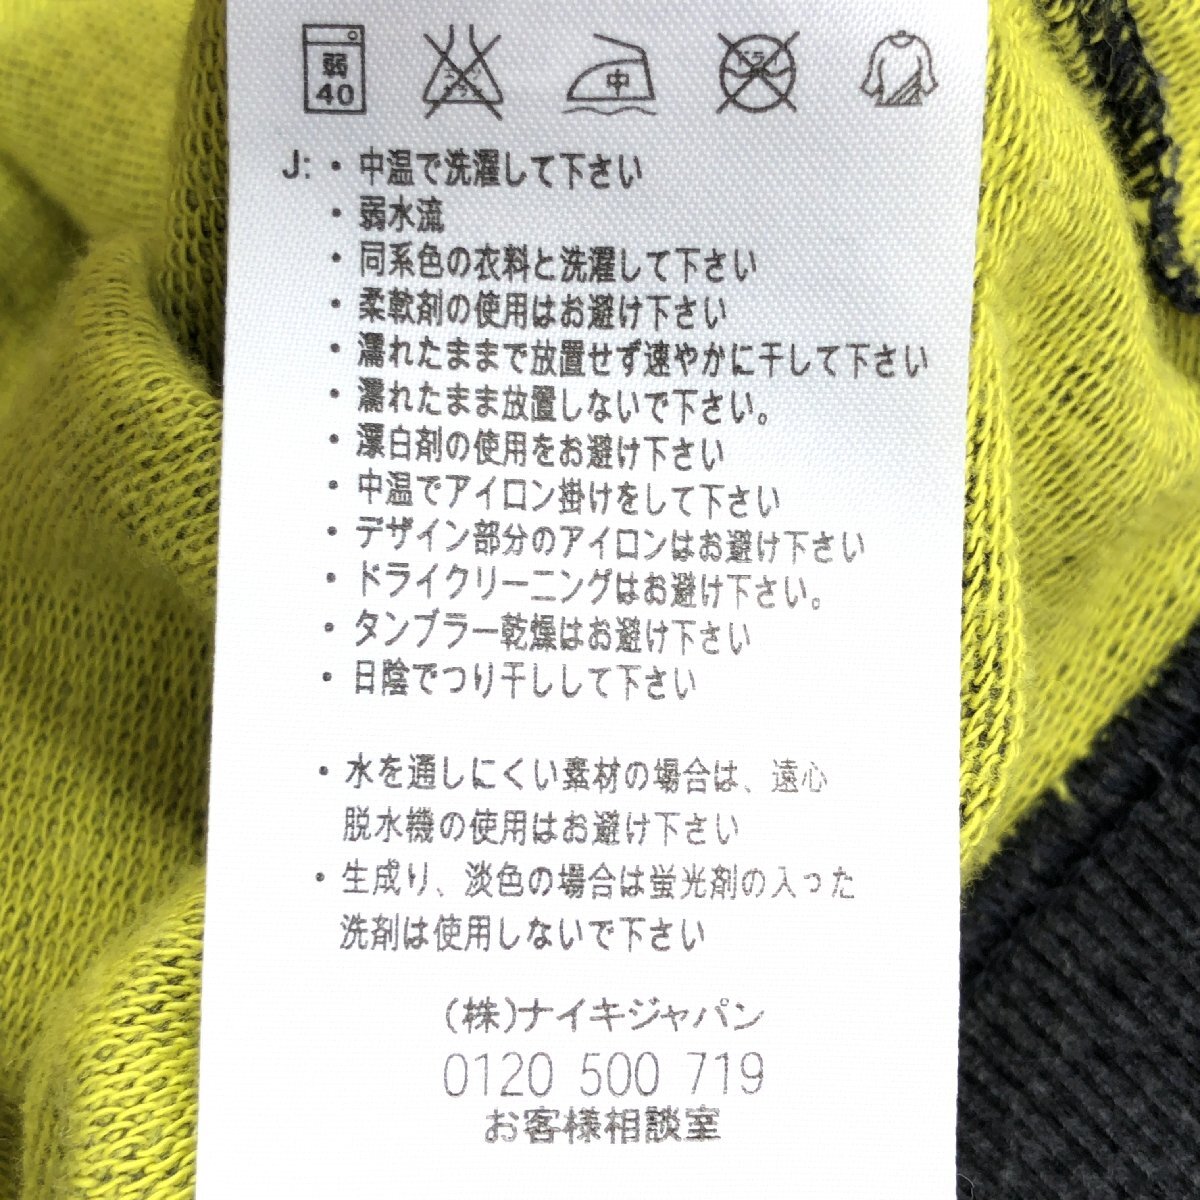 弱
40
中
J: ・中温で洗濯して下さい
・弱水流
・同系色の衣料と洗濯して下さい
・柔軟剤の使用はお避け下さい
・濡れたままで放置せず速やかに干して下さい
・濡れたまま放置しないで下さい。
・漂白剤の使用をお避け下さい
・中温でアイロン掛けをして下さい
・デザイン部分のアイロンはお避け下さい
・ドライクリーニングはお避け下さい。
・タンブラー乾燥はお避け下さい
・日陰でつり干しして下さい
・水を通しにくい素材の場合は、遠心
脱水機の使用はお避け下さい
・生成り、淡色の場合は蛍光剤の入った
洗剤は使用しないで下さい
(株)ナイキジャパン
0120 500 719
お客様相談室